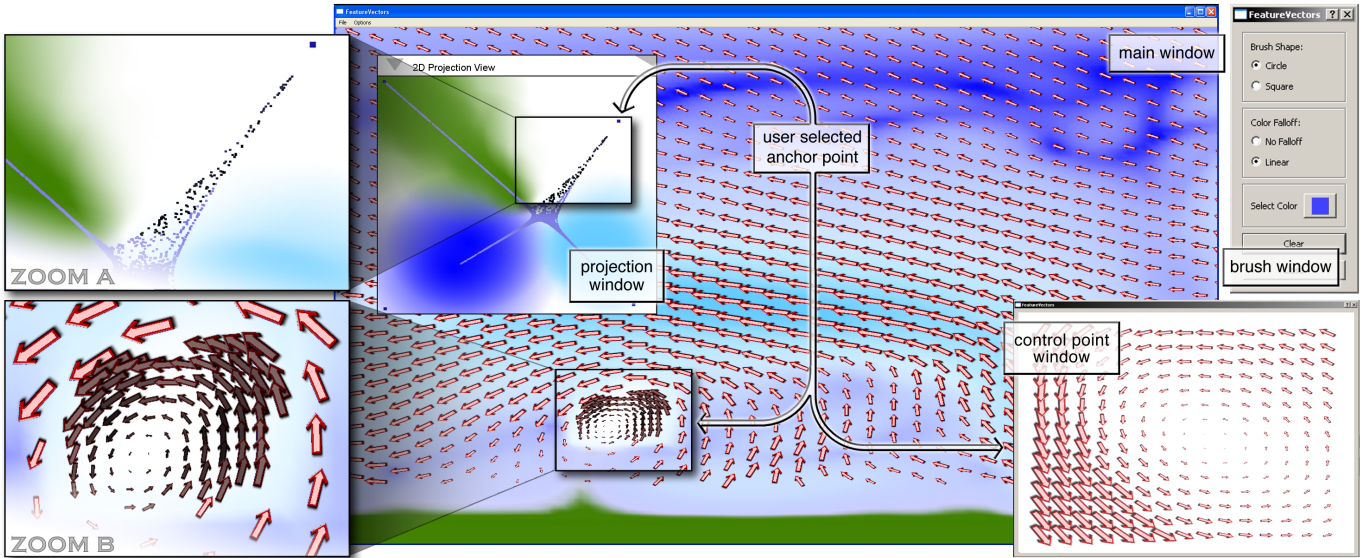 FeatureVectors
File Options
main window
2D Projection View
user selected
anchor point
projection
window
ZOOM A
ZOOM B
FeatureVectors
Brush Shape:
Circle
Square
Color Falloff:
No Falloff
Linear
Select Color
Clear
brush window
FeatureVectors
control point
window